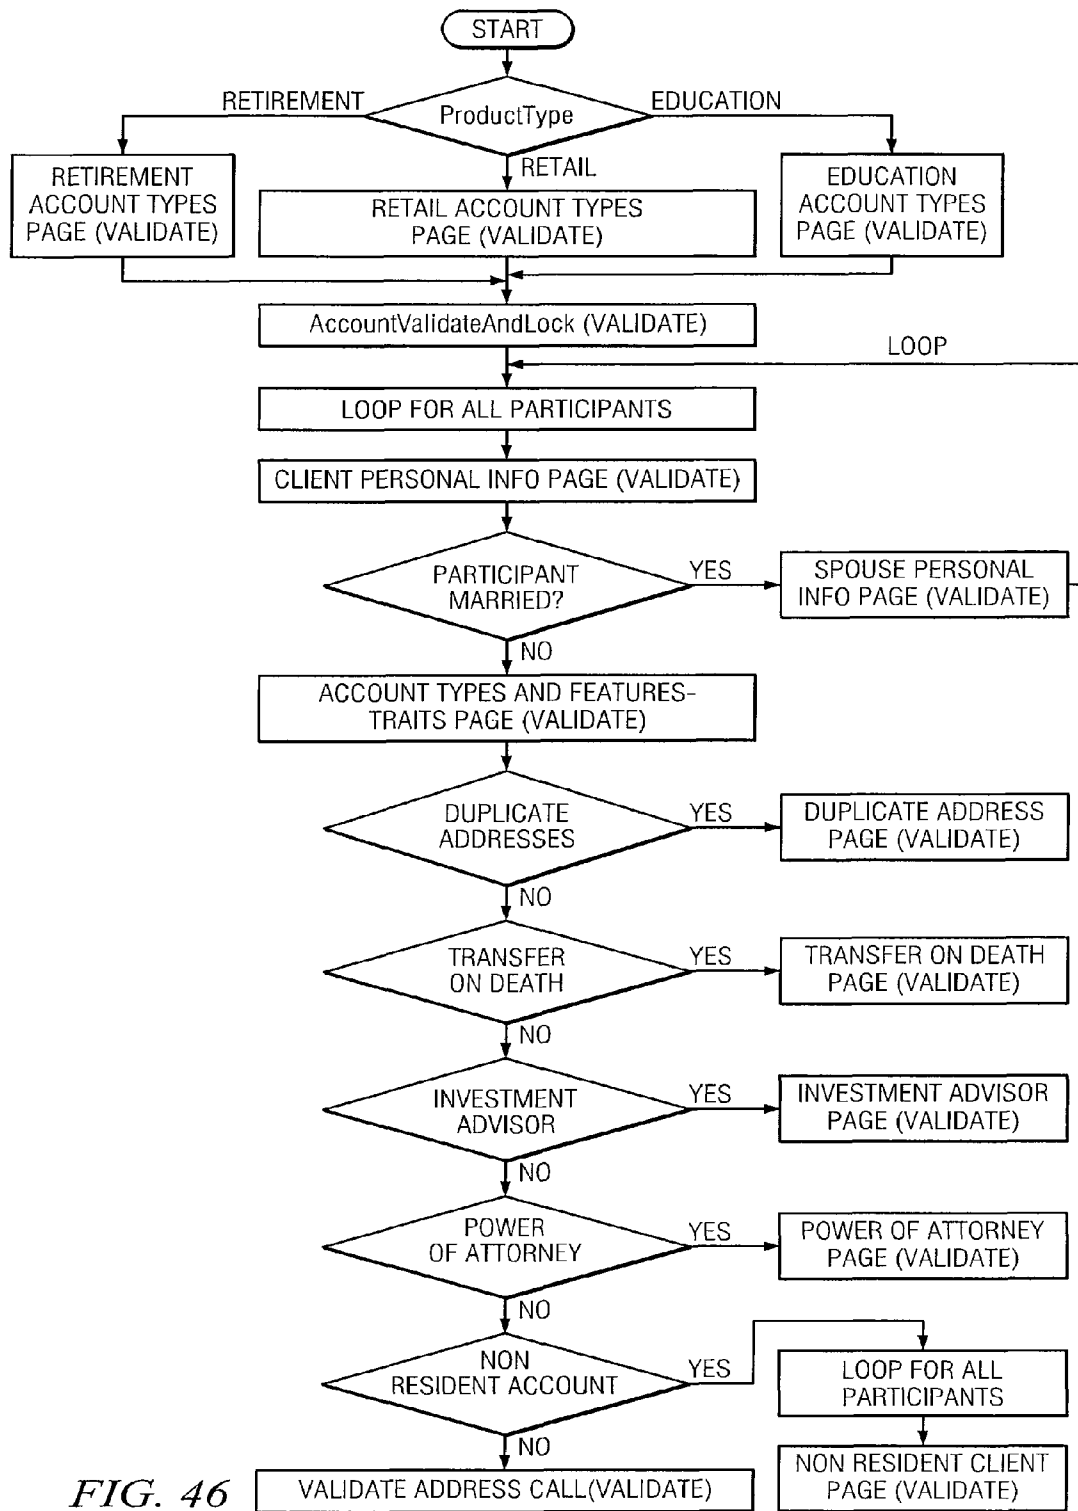 START
RETIREMENT
ProductType
EDUCATION
RETAIL
RETIREMENT
ACCOUNT TYPES
PAGE (VALIDATE)
RETAIL ACCOUNT TYPES
PAGE (VALIDATE)
EDUCATION
ACCOUNT TYPES
PAGE (VALIDATE)
AccountValidateAndLock (VALIDATE)
LOOP
LOOP FOR ALL PARTICIPANTS
CLIENT PERSONAL INFO PAGE (VALIDATE)
PARTICIPANT
MARRIED?
YES
SPOUSE PERSONAL
INFO PAGE (VALIDATE)
NO
ACCOUNT TYPES AND FEATURES-
TRAITS PAGE (VALIDATE)
DUPLICATE
ADDRESSES
YES
DUPLICATE ADDRESS
PAGE (VALIDATE)
NO
TRANSFER
ON DEATH
YES
TRANSFER ON DEATH
PAGE (VALIDATE)
NO
INVESTMENT
ADVISOR
YES
INVESTMENT ADVISOR
PAGE (VALIDATE)
NO
POWER
OF ATTORNEY
YES
POWER OF ATTORNEY
PAGE (VALIDATE)
NO
NON
RESIDENT ACCOUNT
YES
LOOP FOR ALL
PARTICIPANTS
NO
NON RESIDENT CLIENT
PAGE (VALIDATE)
VALIDATE ADDRESS CALL(VALIDATE)
FIG. 46